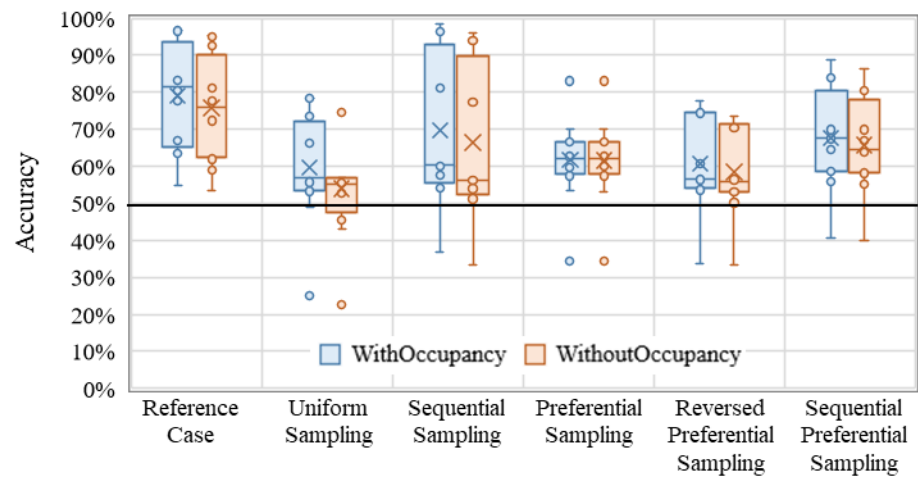 100%
90%
80%
70%
60%
50%
40%
30%
20%
10%
0%
Accuracy
WithOccupancy
WithoutOccupancy
Reference
Case
Uniform
Sampling
Sequential
Sampling
Preferential
Sampling
Reversed
Preferential
Sampling
Sequential
Preferential
Sampling